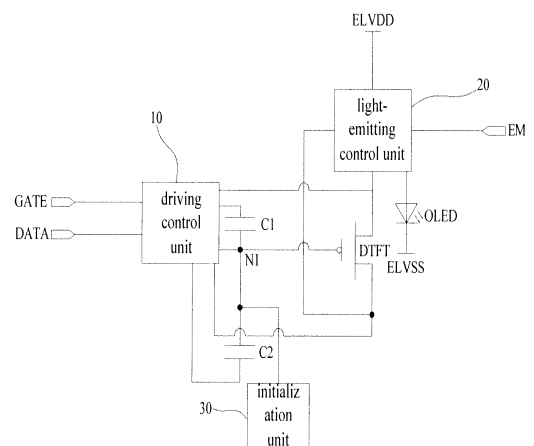 ELVDD
20
light-
emitting
control unit
EM
10
driving
control
unit
GATE
DATA
C1
N1
DTFT
OLED
ELVSS
C2
30
initializ
ation
unit